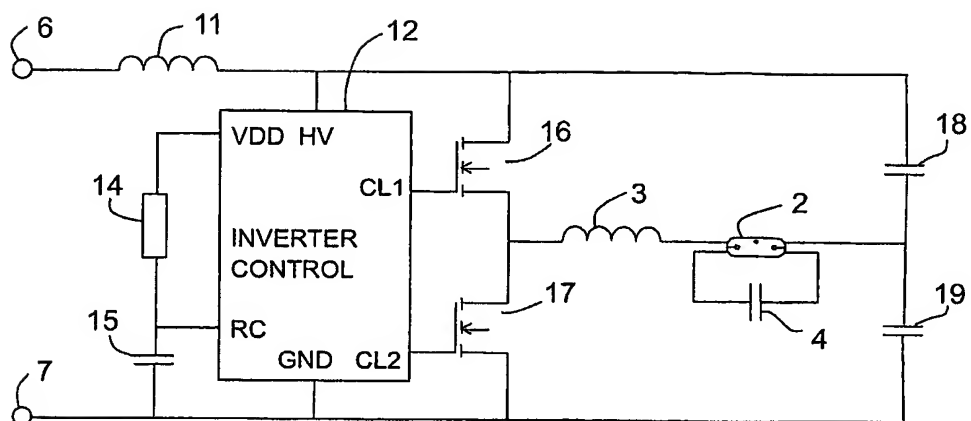 6
11
12
VDD HV
16
18
CL1
14
3
2
INVERTER
CONTROL
17
19
15
RC
4
GND CL2
7